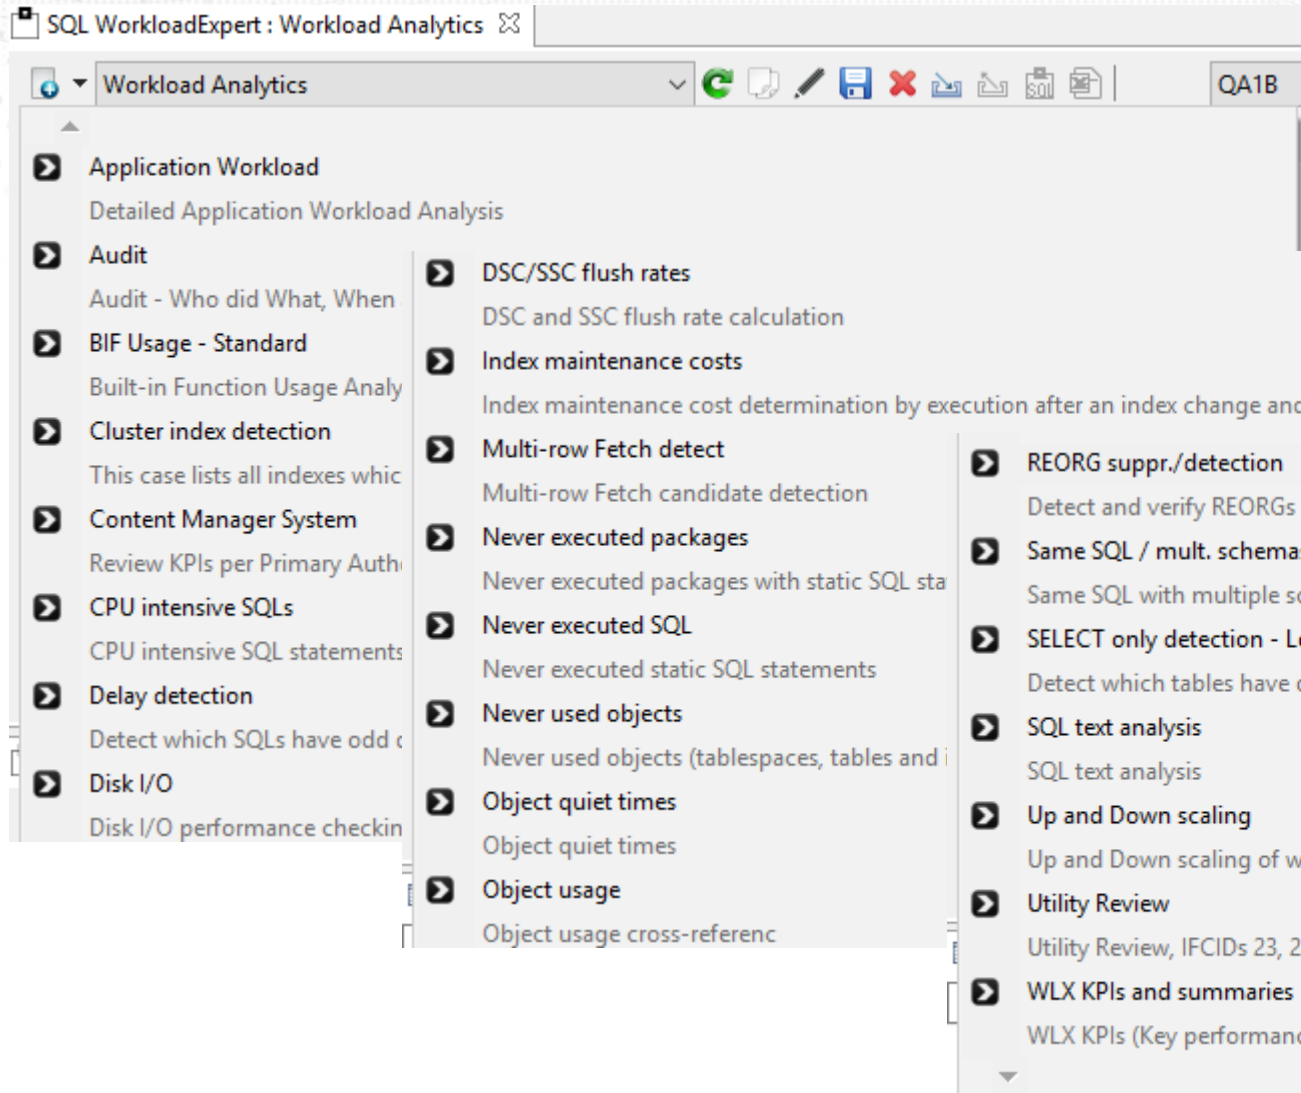 SQL WorkloadExpert : Workload Analytics
Workload Analytics
SQL
QA1B
Application Workload
Detailed Application Workload Analysis
Audit
Audit - Who did What, When
BIF Usage - Standard
Built-in Function Usage Analy
Cluster index detection
This case lists all indexes whic
Content Manager System
Review KPIs per Primary Auth
CPU intensive SQLs
CPU intensive SQL statements
Delay detection
Detect which SQLs have odd
Disk I/O
Disk I/O performance checkin
DSC/SSC flush rates
DSC and SSC flush rate calculation
Index maintenance costs
Index maintenance cost determination by execution after an index change and
Multi-row Fetch detect
Multi-row Fetch candidate detection
Never executed packages
Never executed packages with static SQL sta
Never executed SQL
Never executed static SQL statements
Never used objects
Never used objects (tablespaces, tables and i
Object quiet times
Object quiet times
Object usage
Object usage cross-referenc
REORG suppr./detection
Detect and verify REORGs
Same SQL / mult. schemas
Same SQL with multiple sc
SELECT only detection - L
Detect which tables have
SQL text analysis
SQL text analysis
Up and Down scaling
Up and Down scaling of w
Utility Review
Utility Review, IFCIDs 23, 2
WLX KPIs and summaries
WLX KPIs (Key performanc